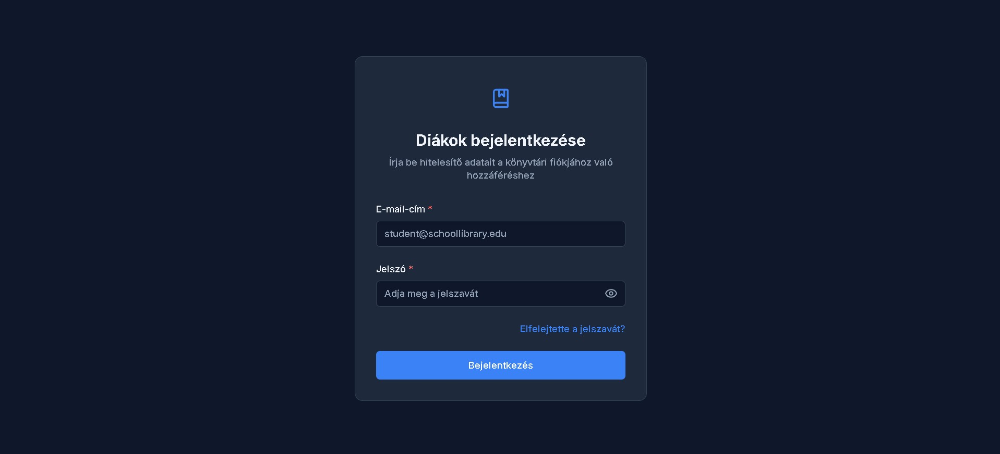 Diákok bejelentkezése
Írja be hitelesítő adatait a könyvtári fiókjához való
hozzáféréshez
E-mail-cím *
student@schoollibrary.edu
Jelszó *
Adja meg a jelszavát
Elfelejtette a jelszavát?
Bejelentkezés